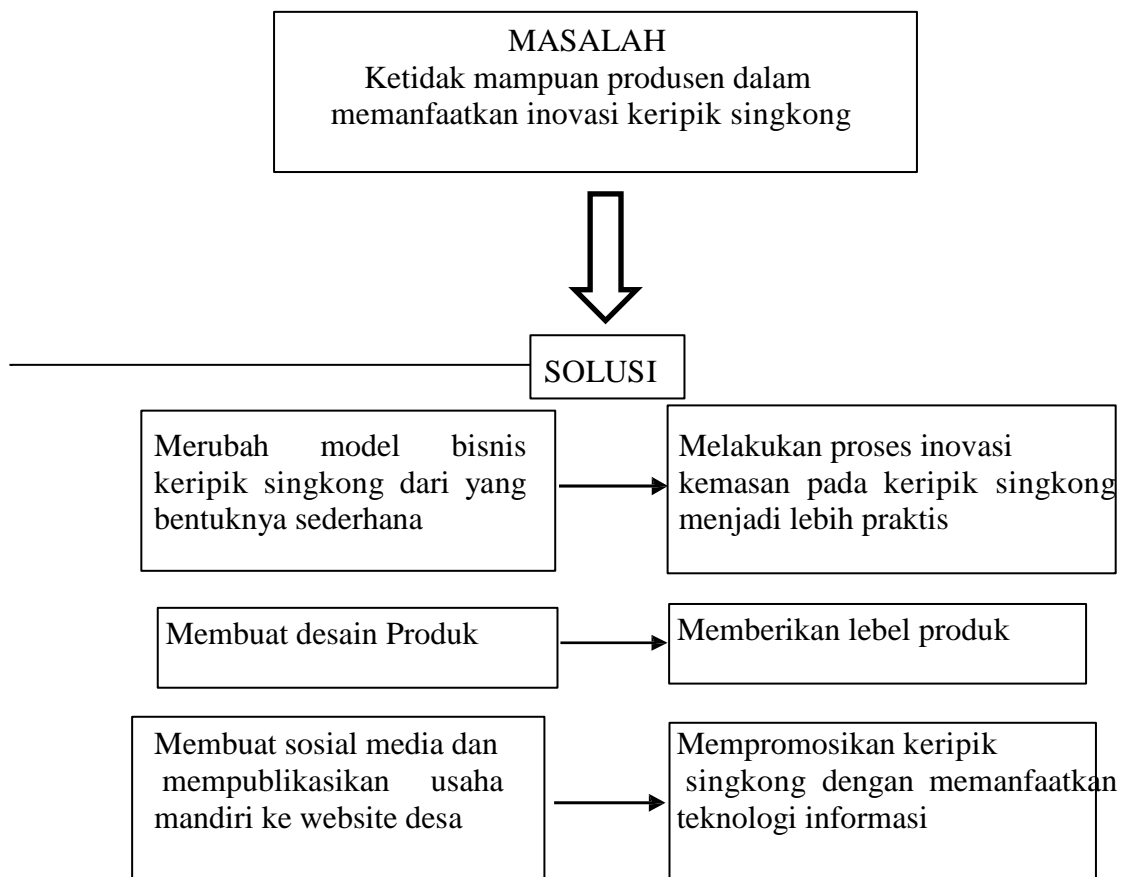 MASALAH
Ketidak mampuan produsen dalam
memanfaatkan inovasi keripik singkong
SOLUSI
Merubah model bisnis
keripik singkong dari yang
bentuknya sederhana
Melakukan proses inovasi
kemasan pada keripik singkong
menjadi lebih praktis
Membuat desain Produk
Memberikan lebel produk
Membuat sosial media dan
mempublikasikan usaha
mandiri ke website desa
Mempromosikan keripik
singkong dengan memanfaatkan
teknologi informasi